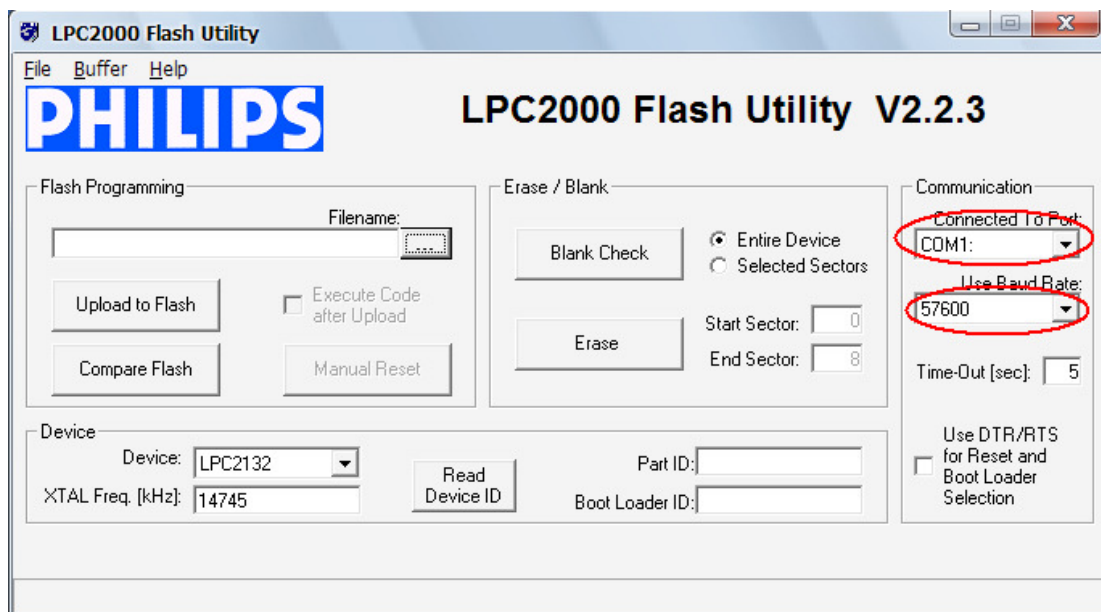 LPC2000 Flash Utility
File Buffer Help
PHILIPS
LPC2000 Flash Utility V2.2.3
Flash Programming
Filename:
...
Upload to Flash
Execute Code
after Upload
Compare Flash
Manual Reset
Erase / Blank
Blank Check
Entire Device
Selected Sectors
Erase
Start Sector: 0
End Sector: 8
Communication
Connected To Port:
COM1:
Use Baud Rate:
57600
Time-Out [sec]: 5
Use DTR/RTS
for Reset and
Boot Loader
Selection
Device
Device: LPC2132
XTAL Freq. [kHz]: 14745
Read
Device ID
Part ID:
Boot Loader ID: